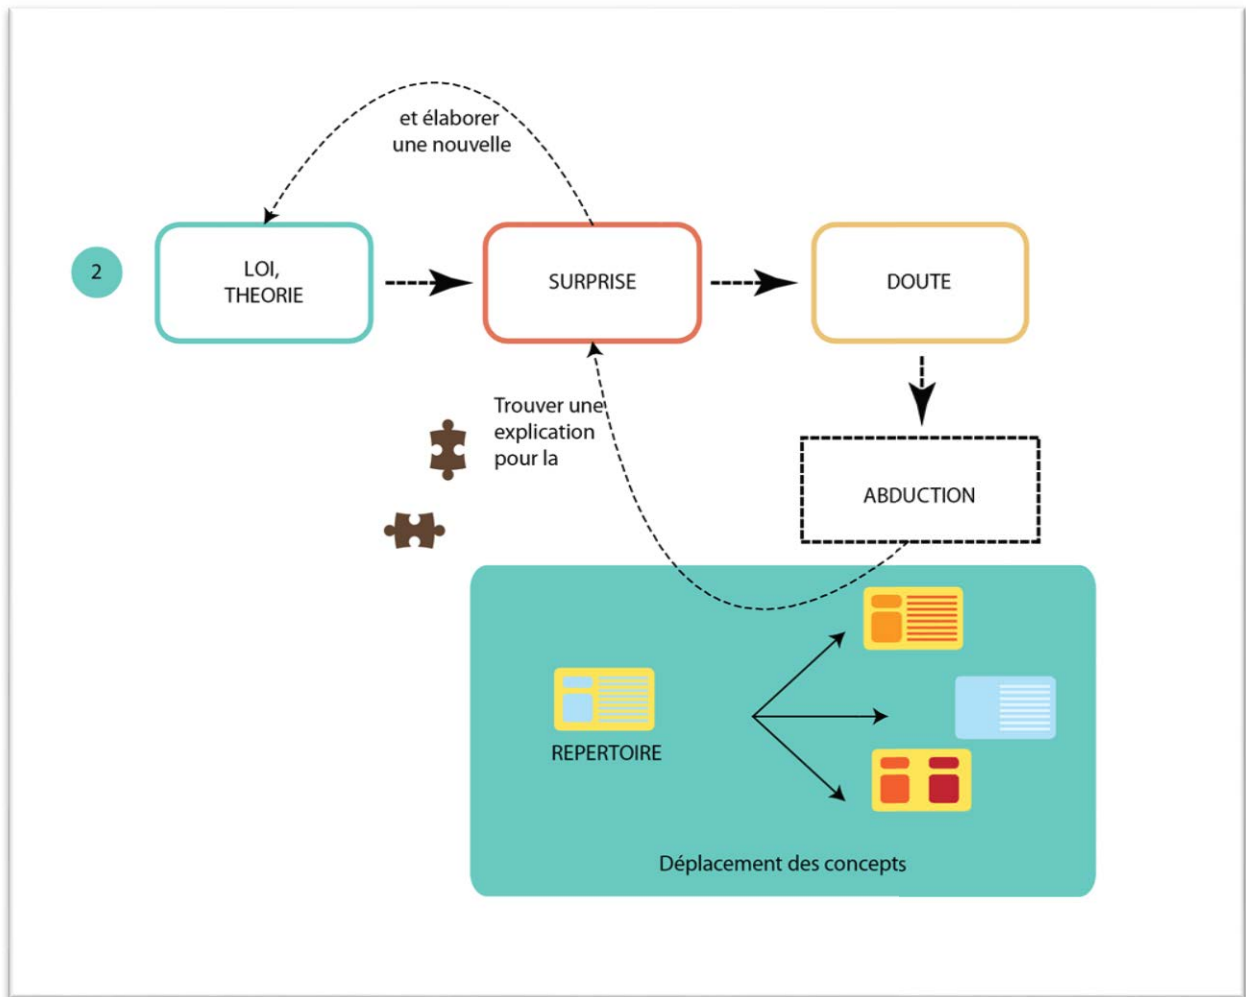 et élaborer
une nouvelle
2
LOI,
THEORIE
SURPRISE
DOUTE
Trouver une
explication
pour la
ABDUCTION
REPERTOIRE
Déplacement des concepts